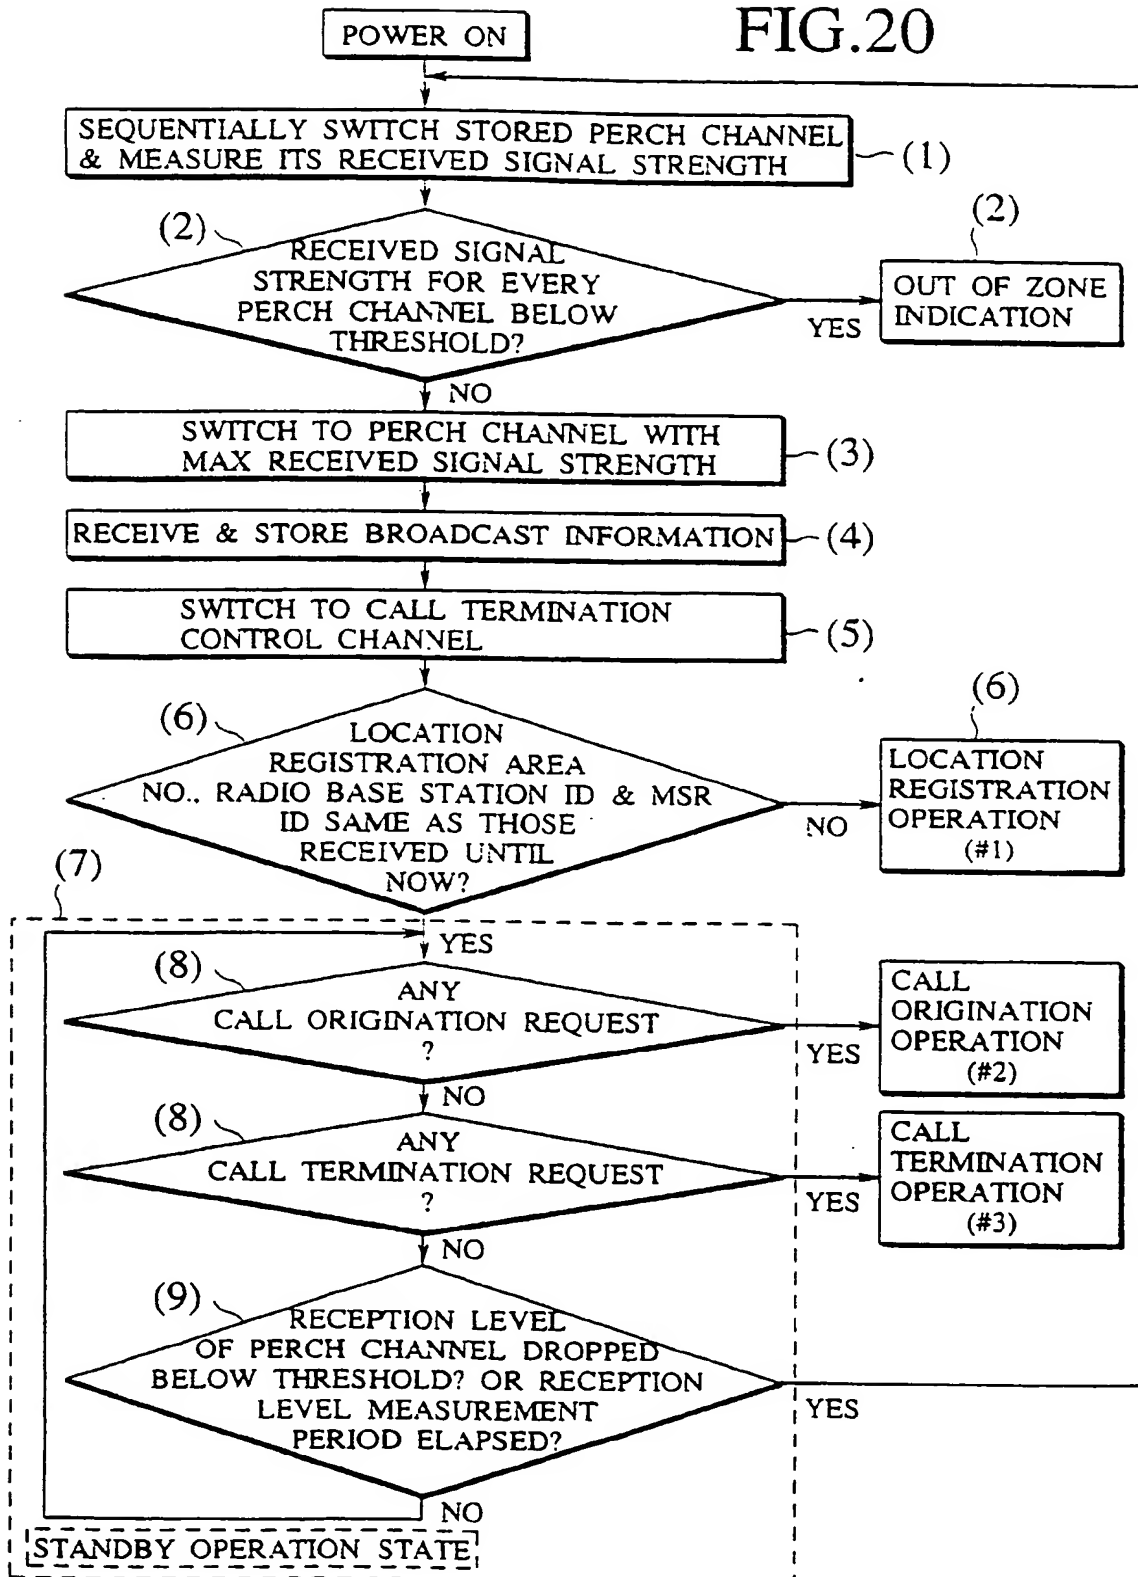 FIG.20
POWER ON
SEQUENTIALLY SWITCH STORED PERCH CHANNEL
& MEASURE ITS RECEIVED SIGNAL STRENGTH
(1)
(2)
RECEIVED SIGNAL
STRENGTH FOR EVERY
PERCH CHANNEL BELOW
THRESHOLD?
YES
(2)
OUT OF ZONE
INDICATION
NO
SWITCH TO PERCH CHANNEL WITH
MAX RECEIVED SIGNAL STRENGTH
(3)
RECEIVE & STORE BROADCAST INFORMATION
(4)
SWITCH TO CALL TERMINATION
CONTROL CHANNEL
(5)
(6)
LOCATION
REGISTRATION AREA
NO., RADIO BASE STATION ID & MSR
ID SAME AS THOSE
RECEIVED UNTIL
NOW?
NO
(6)
LOCATION
REGISTRATION
OPERATION
(#1)
(7)
YES
(8)
ANY
CALL ORIGINATION REQUEST
?
YES
CALL
ORIGINATION
OPERATION
(#2)
NO
(8)
ANY
CALL TERMINATION REQUEST
?
YES
CALL
TERMINATION
OPERATION
(#3)
NO
(9)
RECEPTION LEVEL
OF PERCH CHANNEL DROPPED
BELOW THRESHOLD? OR RECEPTION
LEVEL MEASUREMENT
PERIOD ELAPSED?
YES
NO
STANDBY OPERATION STATE